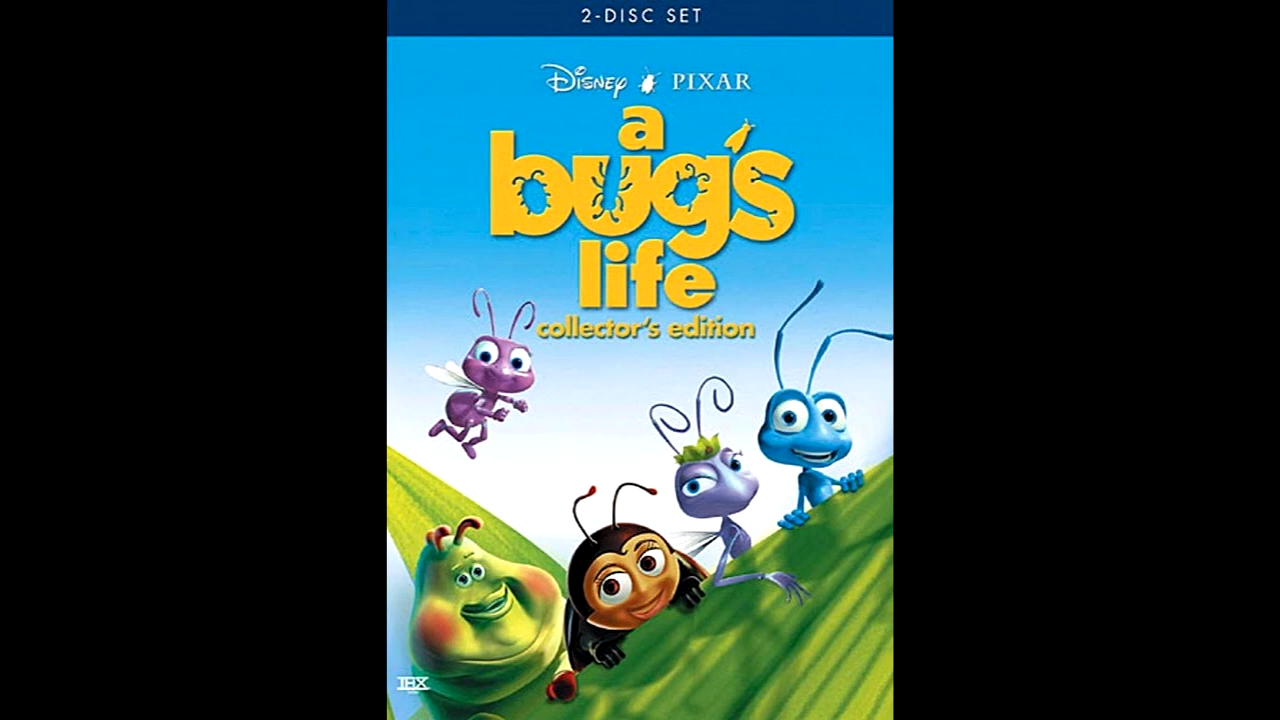 2-DISC SET
Disney PIXAR
a
bug's
life
collector's edition
THX